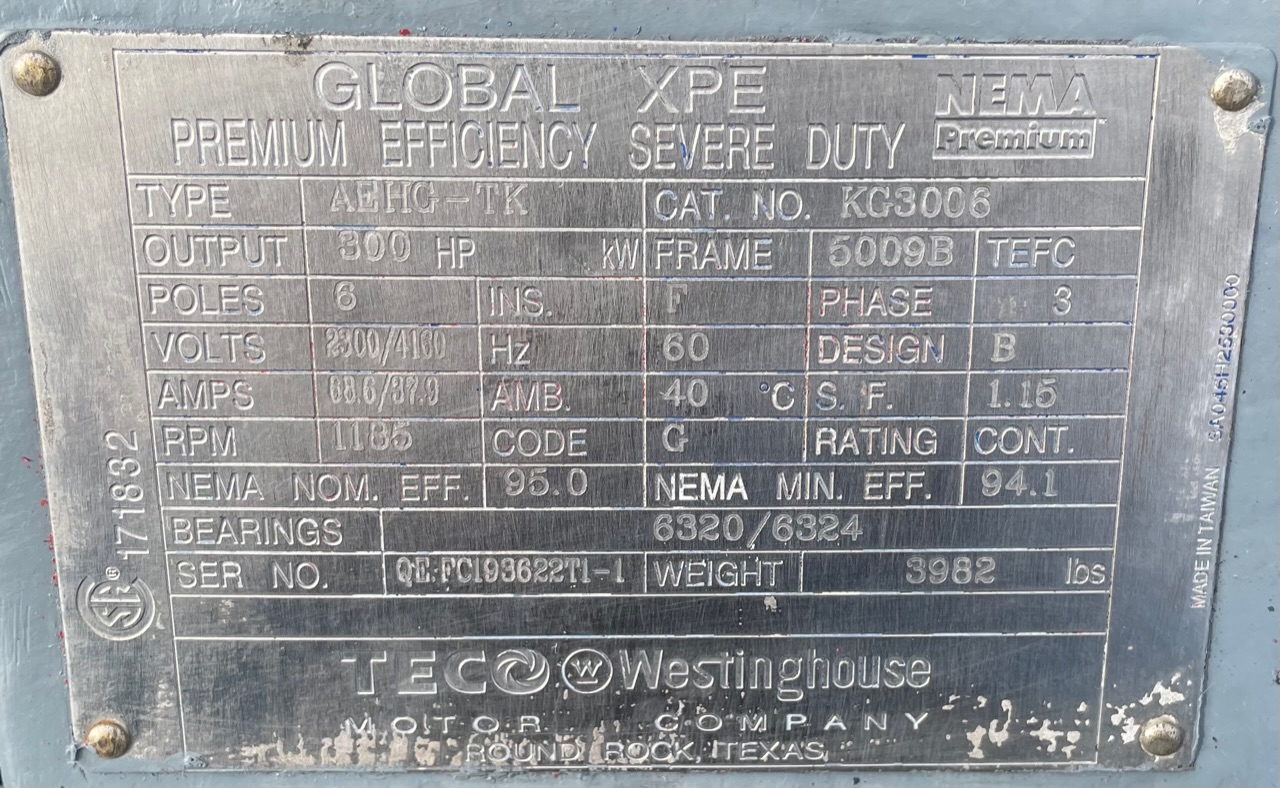 GLOBAL XPE
PREMIUM EFFICIENCY SEVERE DUTY
NEMA
Premium™
TYPE AEHG-TK CAT. NO. KG3006
OUTPUT 300 HP kW FRAME 5009B TEFC
POLES 6 INS. F PHASE 3
VOLTS 2300/4160 Hz 60 DESIGN B
AMPS 68.6/37.9 AMB. 40 °C S. F. 1.15
RPM 1185 CODE G RATING CONT.
NEMA NOM. EFF. 95.0 NEMA MIN. EFF. 94.1
BEARINGS 6320/6324
SER NO. QE FC193622T1-1 WEIGHT 3982 lbs
TECO W Westinghouse
MOTOR COMPANY
ROUND ROCK, TEXAS
171832
MADE IN TAIWAN